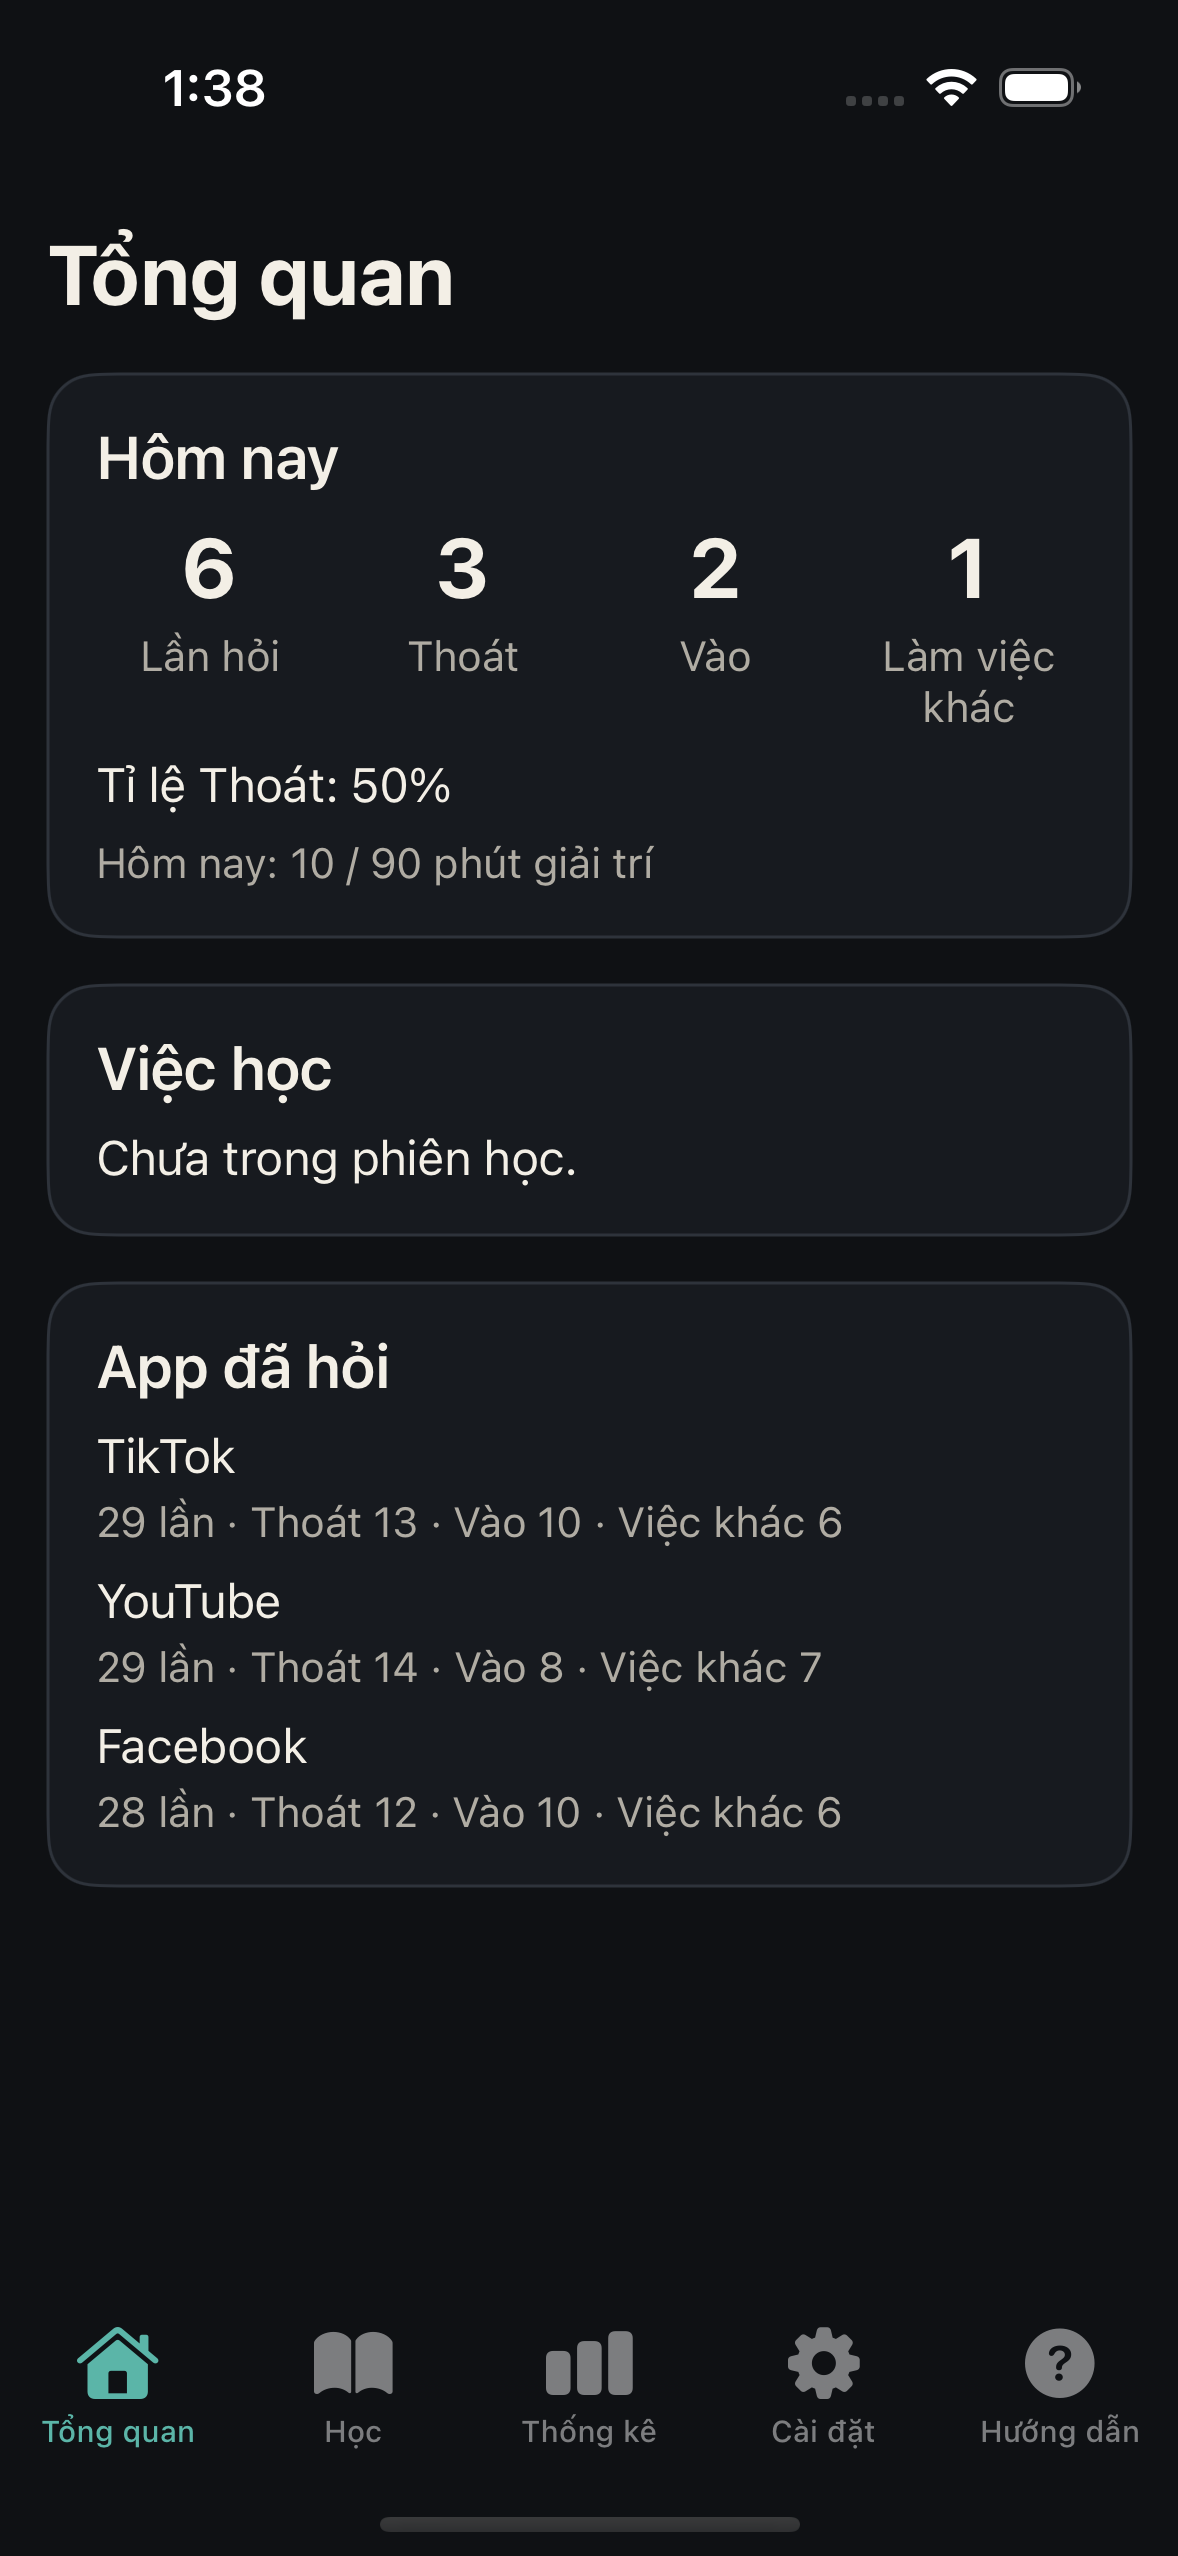 1:38
Tổng quan
Hôm nay
6 3 2 1
Lần hỏi Thoát Vào Làm việc
khác
Tỉ lệ Thoát: 50%
Hôm nay: 10 / 90 phút giải trí
Việc học
Chưa trong phiên học.
App đã hỏi
TikTok
29 lần · Thoát 13 · Vào 10 · Việc khác 6
YouTube
29 lần · Thoát 14 · Vào 8 · Việc khác 7
Facebook
28 lần · Thoát 12 · Vào 10 · Việc khác 6
Tổng quan Học Thống kê Cài đặt Hướng dẫn